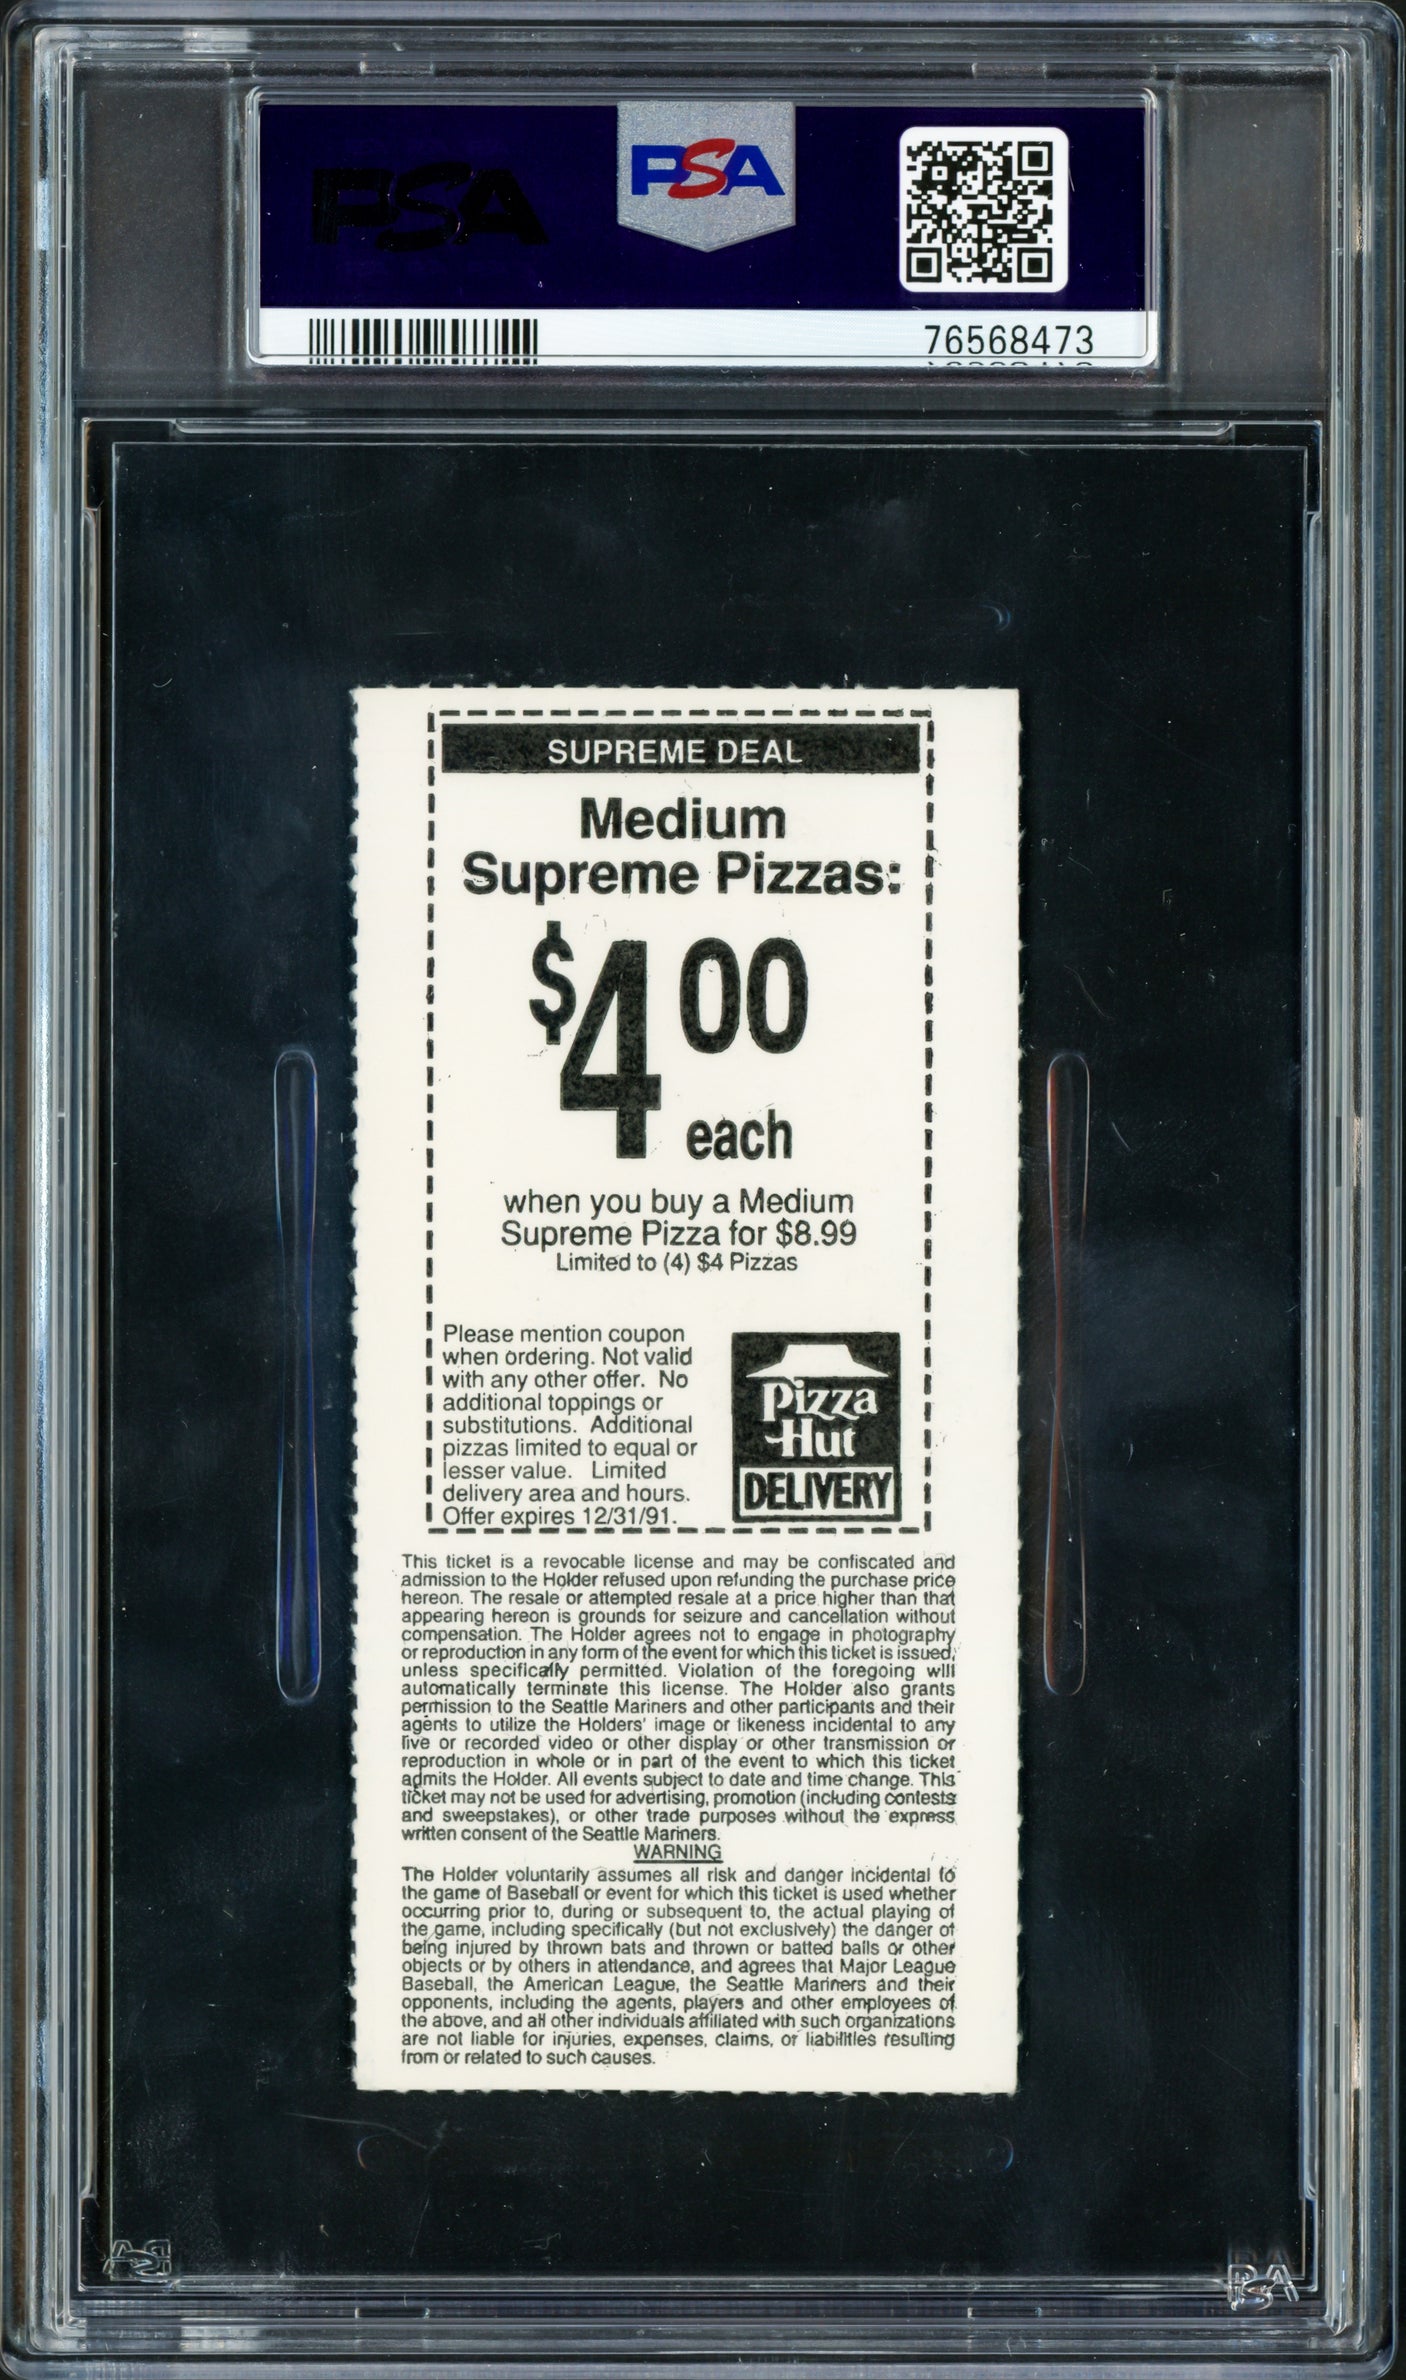 PSA
PSA
76568473
SUPREME DEAL
Medium
Supreme Pizzas:
$4.00
each
when you buy a Medium
Supreme Pizza for $8.99
Limited to (4) $4 Pizzas
Please mention coupon
when ordering. Not valid
with any other offer. No
additional toppings or
substitutions. Additional
pizzas limited to equal or
lesser value. Limited
delivery area and hours.
Offer expires 12/31/91.
Pizza
Hut
DELIVERY
This ticket is a revocable license and may be confiscated and
admission to the Holder refused upon refunding the purchase price
hereon. The resale or attempted resale at a price higher than that
appearing hereon is grounds for seizure and cancellation without
compensation. The Holder agrees not to engage in photography
or reproduction in any form of the event for which this ticket is issued,
unless specifically permitted. Violation of the foregoing will
automatically terminate this license. The Holder also grants
permission to the Seattle Mariners and other participants and their
agents to utilize the Holders' image or likeness incidental to any
live or recorded video or other display or other transmission or
reproduction in whole or in part of the event to which this ticket
admits the Holder. All events subject to date and time change. This
ticket may not be used for advertising, promotion (including contests
and sweepstakes), or other trade purposes without the express
written consent of the Seattle Mariners.
WARNING
The Holder voluntarily assumes all risk and danger incidental to
the game of Baseball or event for which this ticket is used whether
occurring prior to, during or subsequent to, the actual playing of
the game, including specifically (but not exclusively) the danger of
being injured by thrown bats and thrown or batted balls or other
objects or by others in attendance, and agrees that Major League
Baseball, the American League, the Seattle Mariners and their
opponents, including the agents, players and other employees of
the above, and all other individuals affiliated with such organizations
are not liable for injuries, expenses, claims, or liabilities resulting
from or related to such causes.
PSA
PSA